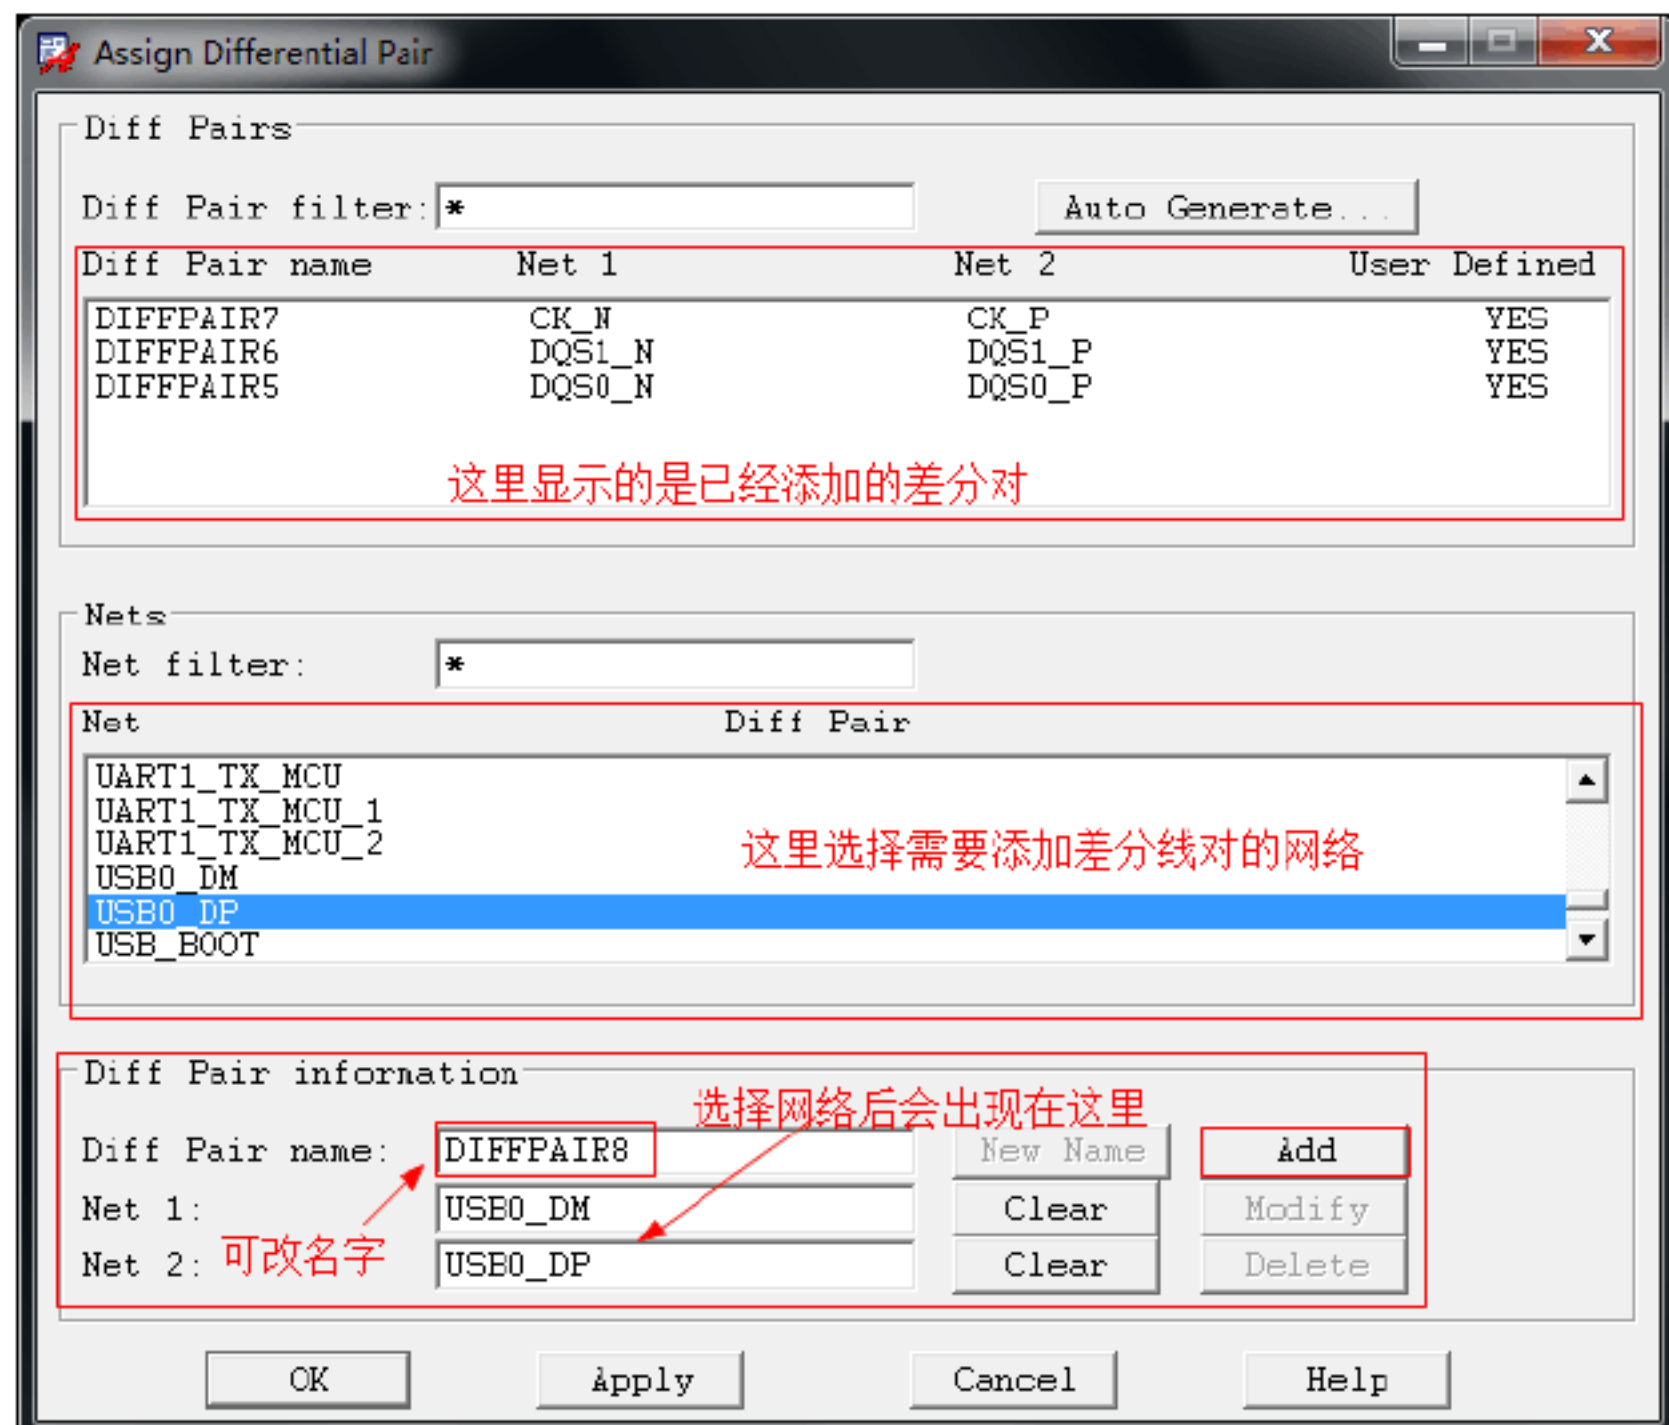 Assign Differential Pair
Diff Pairs
Diff Pair filter: * Auto Generate...
Diff Pair name Net 1 Net 2 User Defined
DIFFPAIR7 CK_N CK_P YES
DIFFPAIR6 DQS1_N DQS1_P YES
DIFFPAIR5 DQS0_N DQS0_P YES
这里显示的是已经添加的差分对
Nets
Net filter: *
Net Diff Pair
UART1_TX_MCU
UART1_TX_MCU_1
UART1_TX_MCU_2
这里选择需要添加差分线对的网络
USB0_DM
USB0_DP
USB_BOOT
Diff Pair information
选择网络后会出现在这里
Diff Pair name: DIFFPAIR8 New Name Add
Net 1: USB0_DM Clear Modify
可改名字
Net 2: USB0_DP Clear Delete
OK Apply Cancel Help